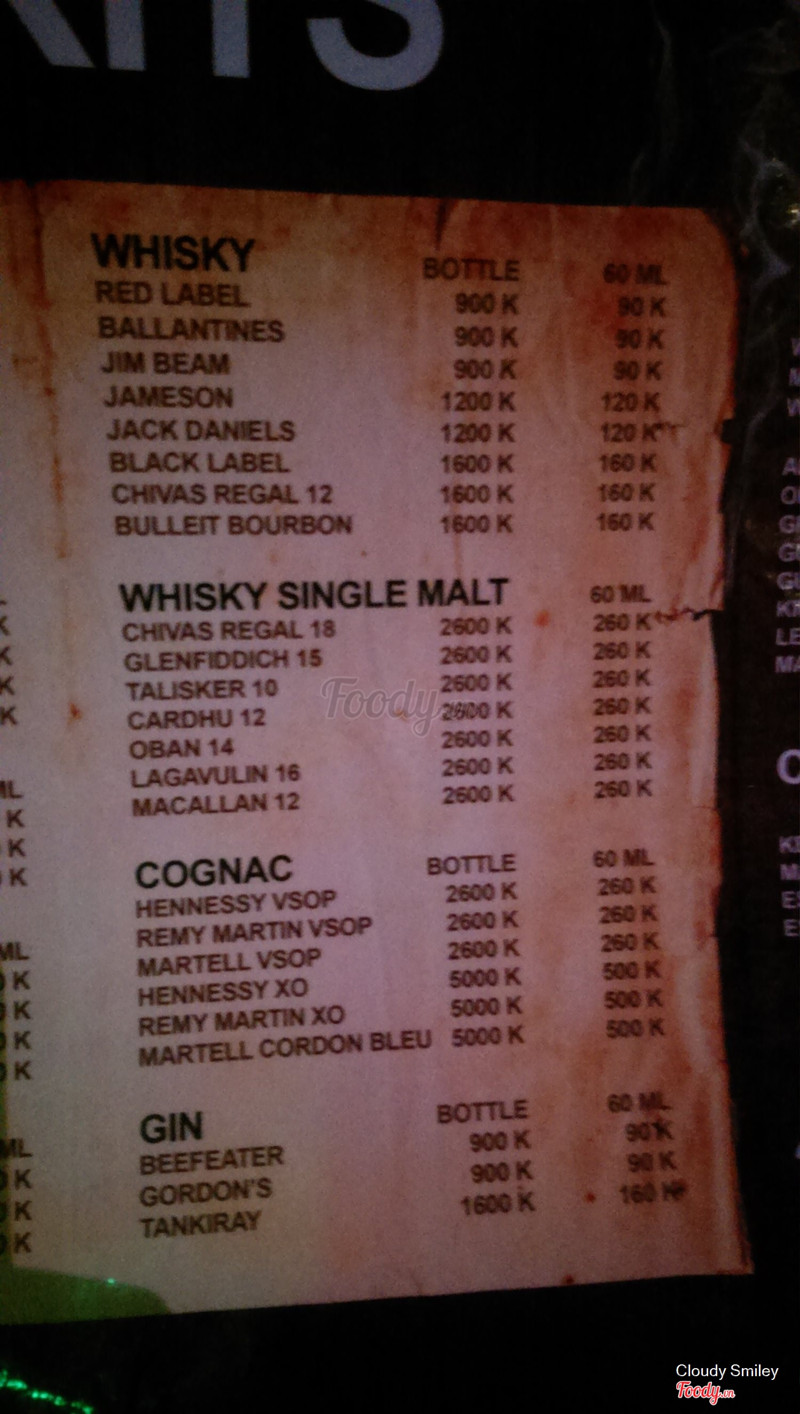 WHISKY BOTTLE 60 ML
RED LABEL 900 K 90 K
BALLANTINES 900 K 90 K
JIM BEAM 900 K 90 K
JAMESON 1200 K 120 K
JACK DANIELS 1200 K 120 K
BLACK LABEL 1600 K 160 K
CHIVAS REGAL 12 1600 K 160 K
BULLEIT BOURBON 1600 K 160 K
WHISKY SINGLE MALT 60 ML
CHIVAS REGAL 18 2600 K 260 K
GLENFIDDICH 15 2600 K 260 K
TALISKER 10 2600 K 260 K
CARDHU 12 2600 K 260 K
OBAN 14 2600 K 260 K
LAGAVULIN 16 2600 K 260 K
MACALLAN 12 2600 K 260 K
Foody.vn
COGNAC BOTTLE 60 ML
HENNESSY VSOP 2600 K 260 K
REMY MARTIN VSOP 2600 K 260 K
MARTELL VSOP 2600 K 260 K
HENNESSY XO 5000 K 500 K
REMY MARTIN XO 5000 K 500 K
MARTELL CORDON BLEU 5000 K 500 K
GIN BOTTLE 60 ML
BEEFEATER 900 K 90 K
GORDON'S 900 K 90 K
TANKIRAY 1600 K 160 K
Cloudy Smiley
Foody.vn